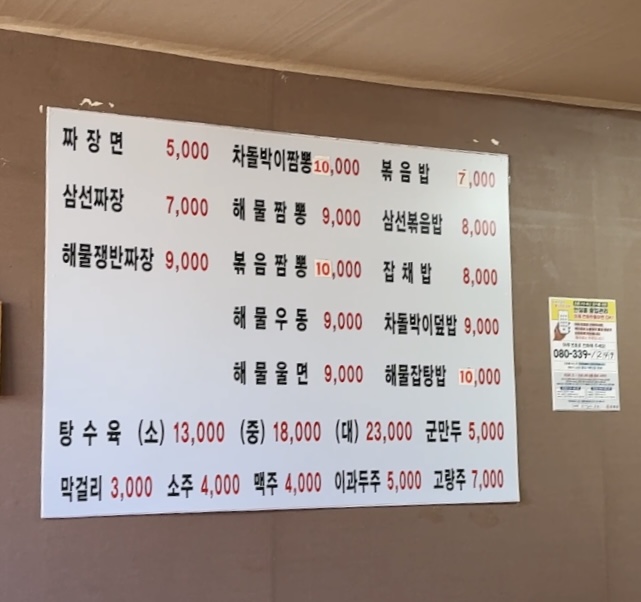 짜장면 5,000 차돌박이짬뽕 10,000 볶음밥 7,000
삼선짜장 7,000 해물짬뽕 9,000 삼선볶음밥 8,000
해물쟁반짜장 9,000 볶음짬뽕 10,000 잡채밥 8,000
해물우동 9,000 차돌박이덮밥 9,000
해물울면 9,000 해물잡탕밥 10,000
탕수육 (소) 13,000 (중) 18,000 (대) 23,000 군만두 5,000
막걸리 3,000 소주 4,000 맥주 4,000 이과두주 5,000 고량주 7,000
080-339-